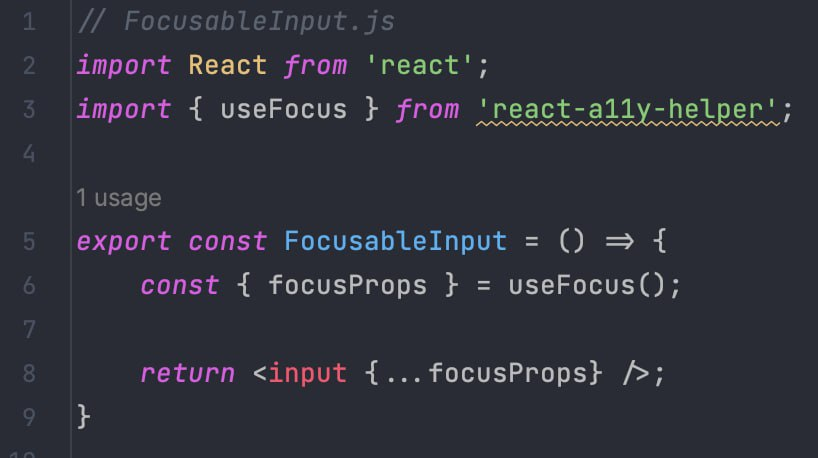 1 // FocusableInput.js
2 import React from 'react';
3 import { useFocus } from 'react-a11y-helper';
4
1 usage
5 export const FocusableInput = () => {
6 const { focusProps } = useFocus();
7
8 return <input {...focusProps} />;
9 }
10